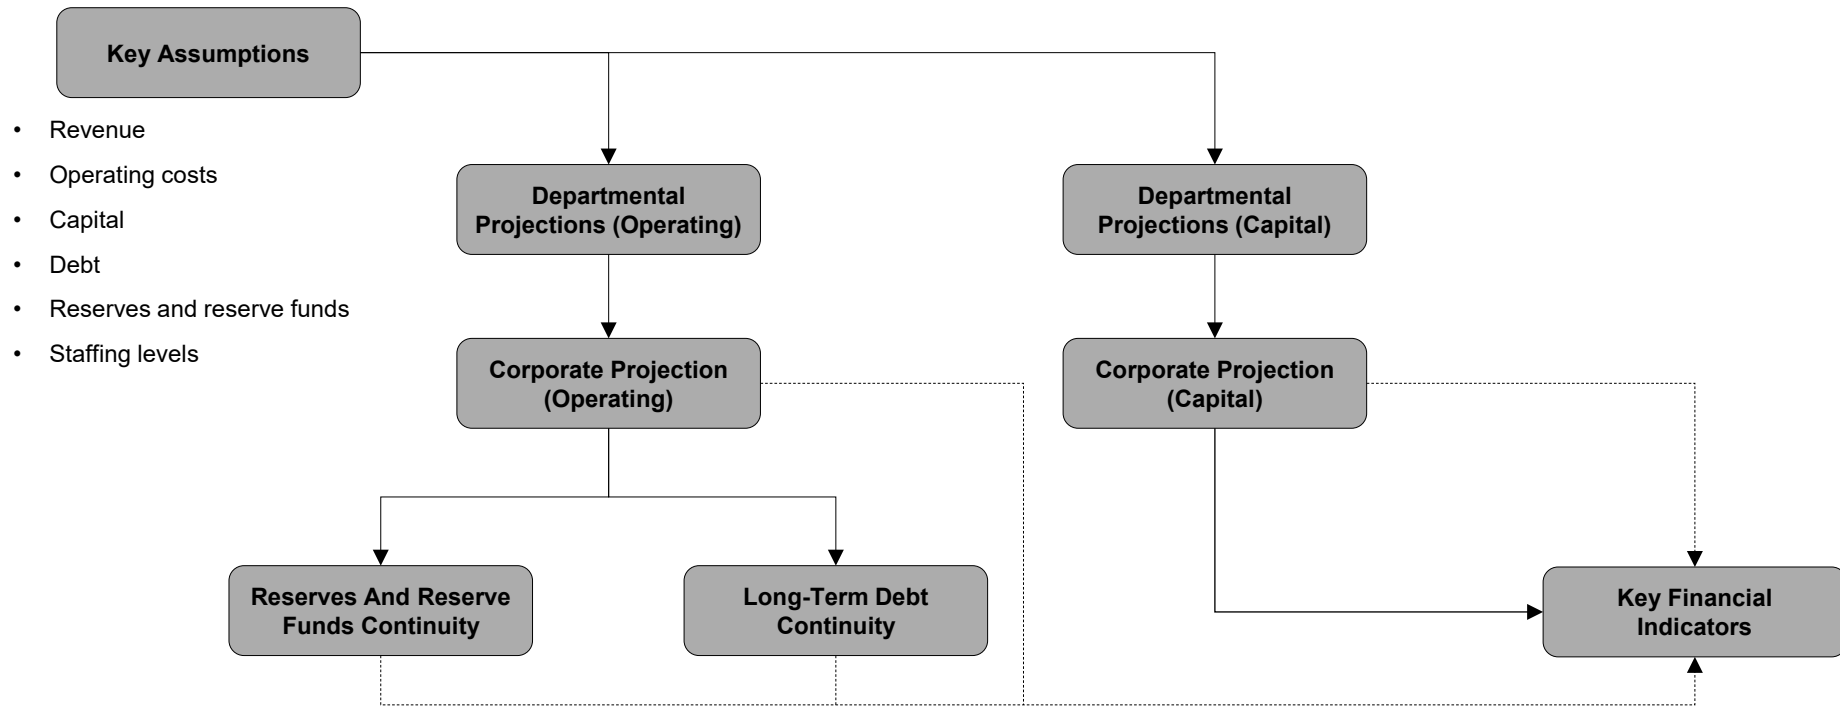 Key Assumptions
• Revenue
• Operating costs
• Capital
• Debt
• Reserves and reserve funds
• Staffing levels
Departmental
Projections (Operating)
Departmental
Projections (Capital)
Corporate Projection
(Operating)
Corporate Projection
(Capital)
Reserves And Reserve
Funds Continuity
Long-Term Debt
Continuity
Key Financial
Indicators